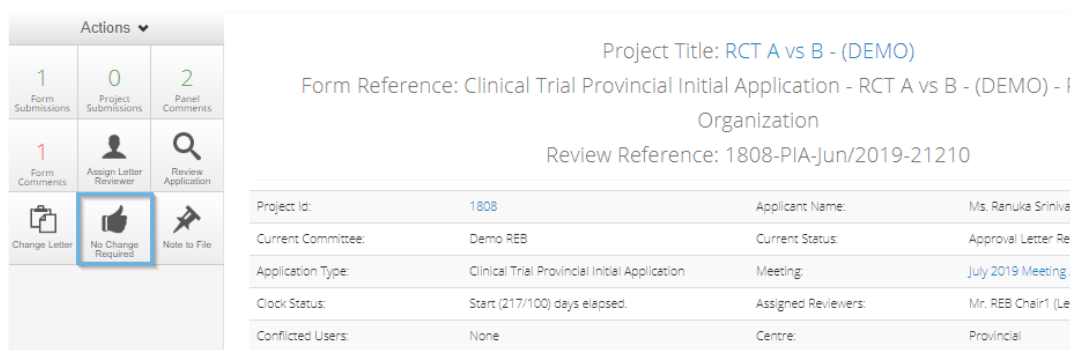 Actions
1
Form
Submissions
0
Project
Submissions
2
Panel
Comments
1
Form
Comments
Assign Letter
Reviewer
Review
Application
Change Letter
No Change
Required
Note to File
Project Title: RCT A vs B - (DEMO)
Form Reference: Clinical Trial Provincial Initial Application - RCT A vs B - (DEMO) -
Organization
Review Reference: 1808-PIA-Jun/2019-21210
Project Id: 1808 Applicant Name: Ms. Ranuka
Current Committee: Demo REB Current Status: Approval Letter
Application Type: Clinical Trial Provincial Initial Application Meeting: July 2019 Meeting
Clock Status: Start (217/100) days elapsed. Assigned Reviewers: Mr. REB Chair1
Conflicted Users: None Centre: Provincial